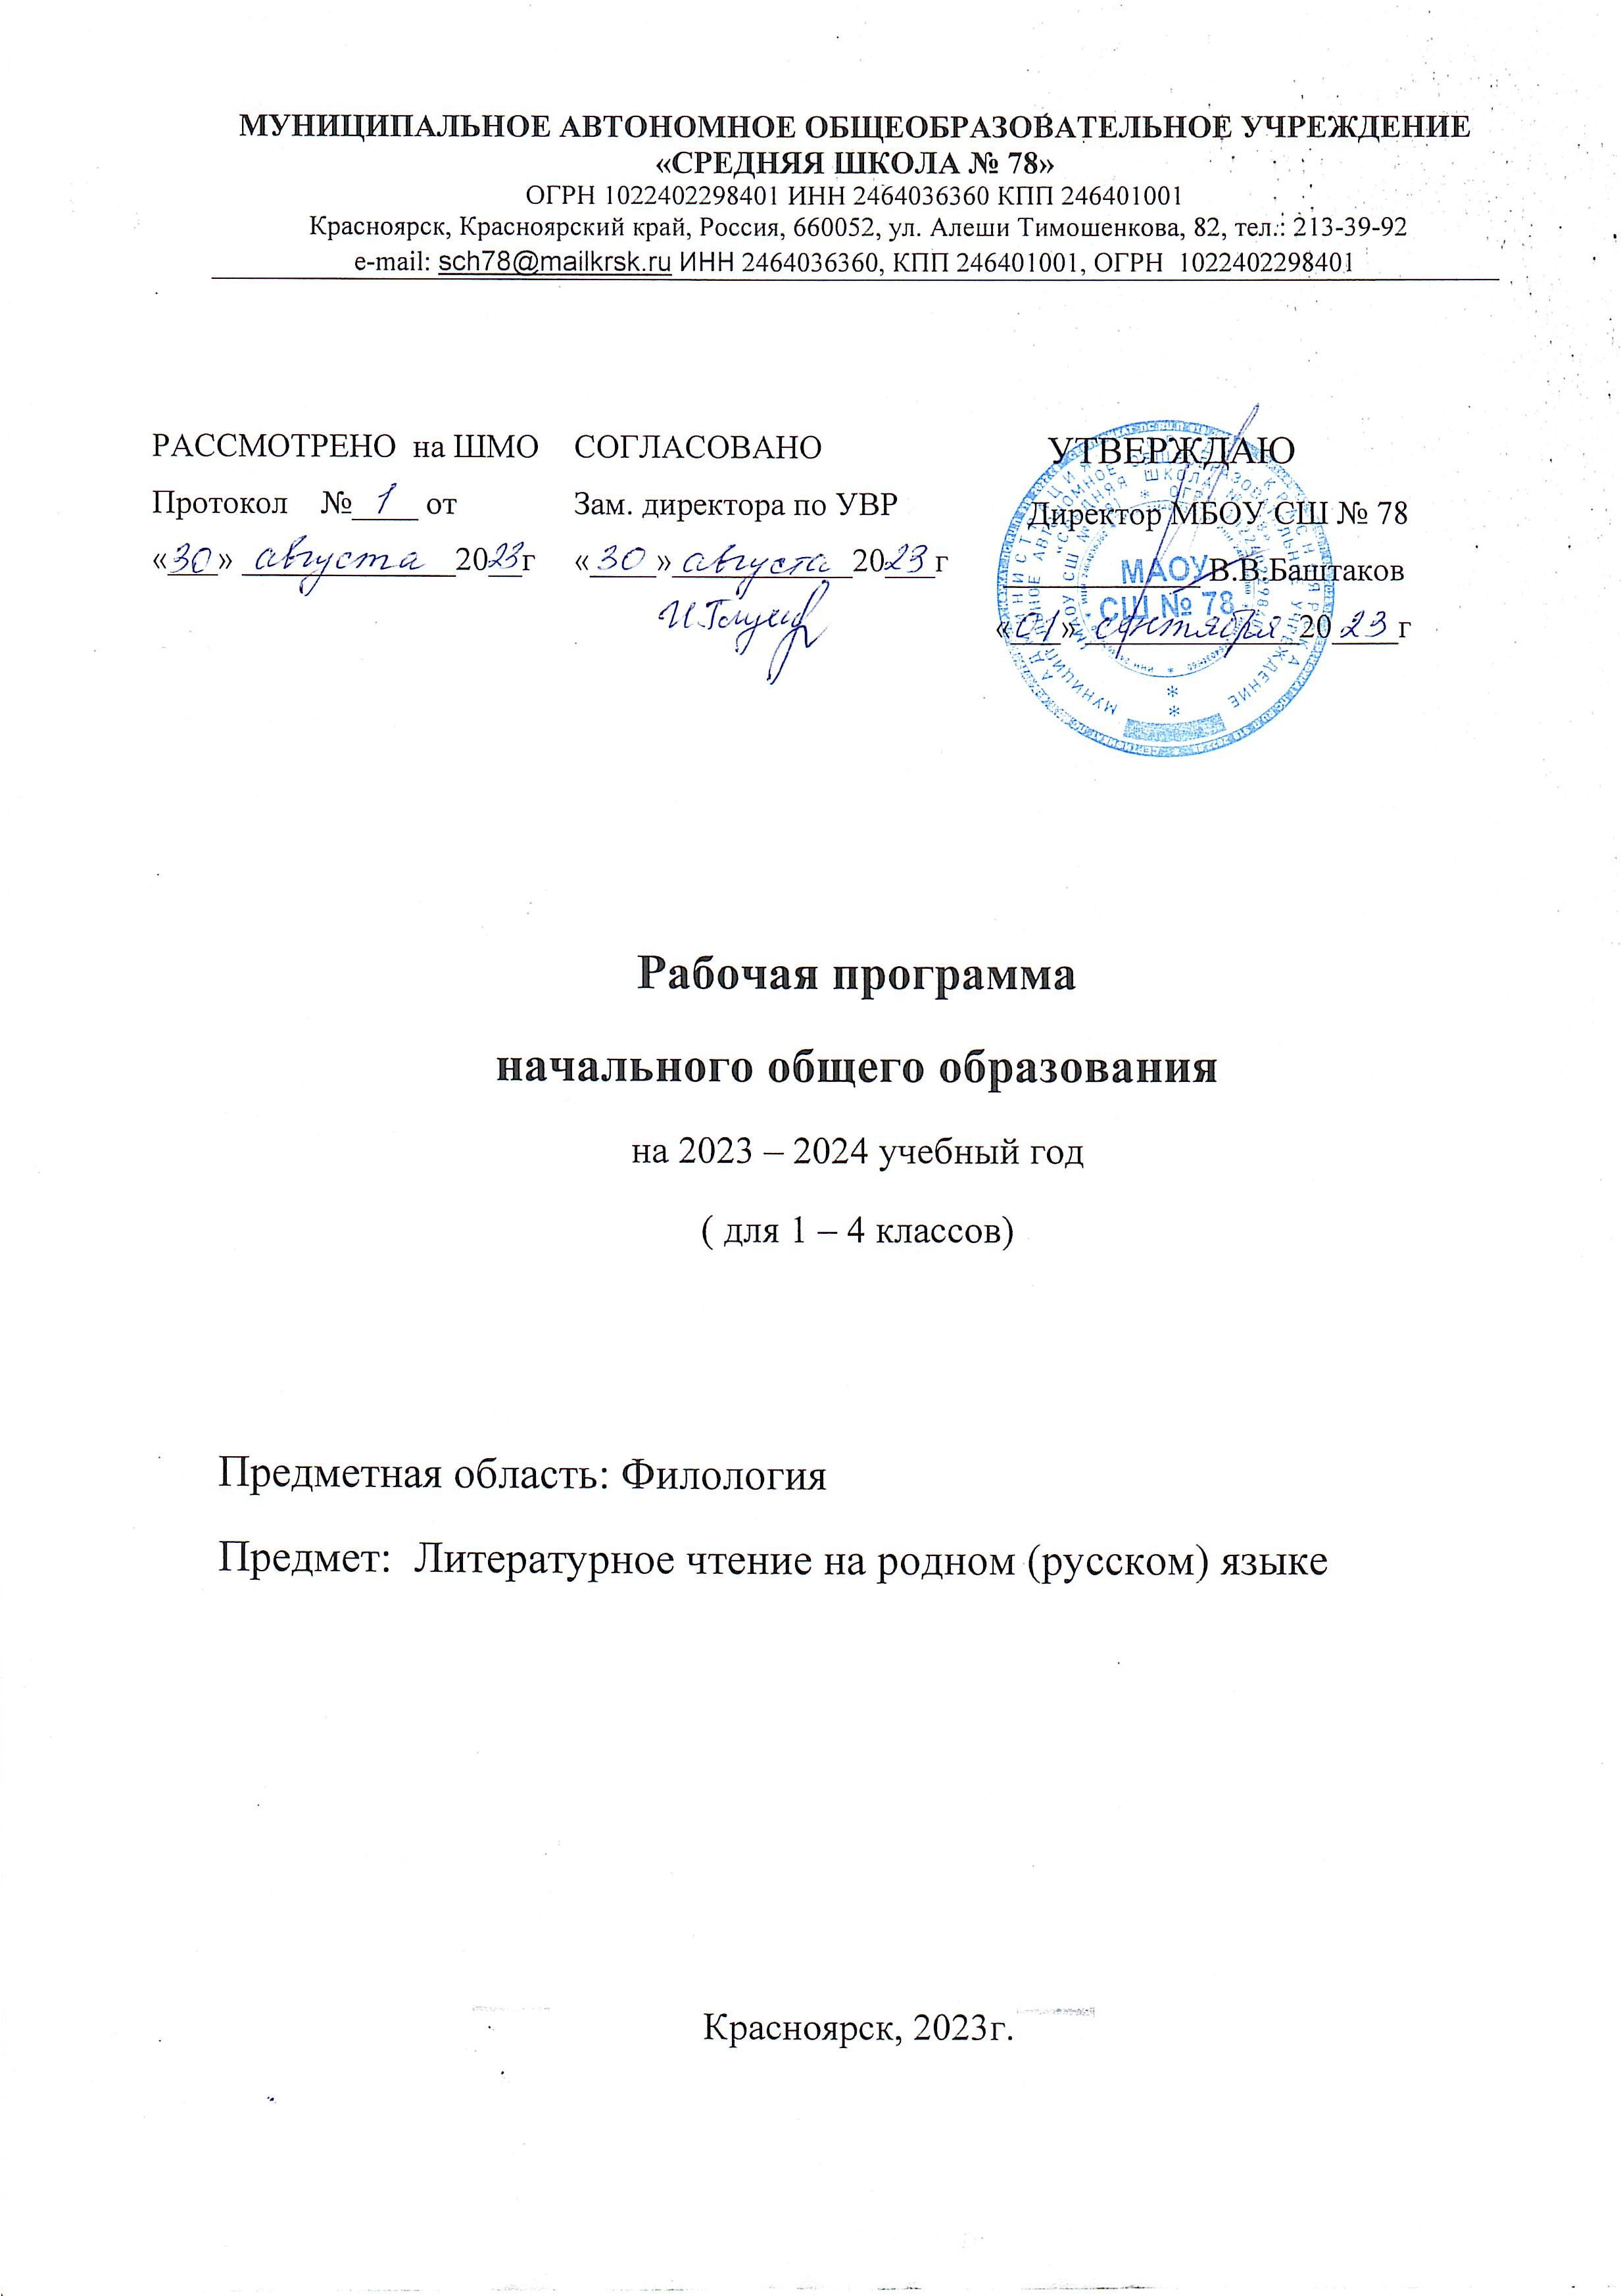 МУНИЦИПАЛЬНОЕ АВТОНОМНОЕ ОБЩЕОБРАЗОВАТЕЛЬНОЕ УЧРЕЖДЕНИЕ
«СРЕДНЯЯ ШКОЛА № 78»
ОГРН 1022402298401 ИНН 2464036360 КПП 246401001
Красноярск, Красноярский край, Россия, 660052, ул. Алеши Тимошенкова, 82, тел.: 213-39-92
e-mail: sch78@mailkrsk.ru ИНН 2464036360, КПП 246401001, ОГРН 1022402298401
РАССМОТРЕНО на ШМО
Протокол № 1 от
«30» августа 2023г
СОГЛАСОВАНО
Зам. директора по УВР
«30» августа 2023 г
УТВЕРЖДАЮ
Директор МБОУ СШ № 78
В.В.Баштаков
«01» сентября 20 23 г
МАОУ
СШ № 78
Рабочая программа
начального общего образования
на 2023 – 2024 учебный год
( для 1 – 4 классов)
Предметная область: Филология
Предмет: Литературное чтение на родном (русском) языке
Красноярск, 2023г.